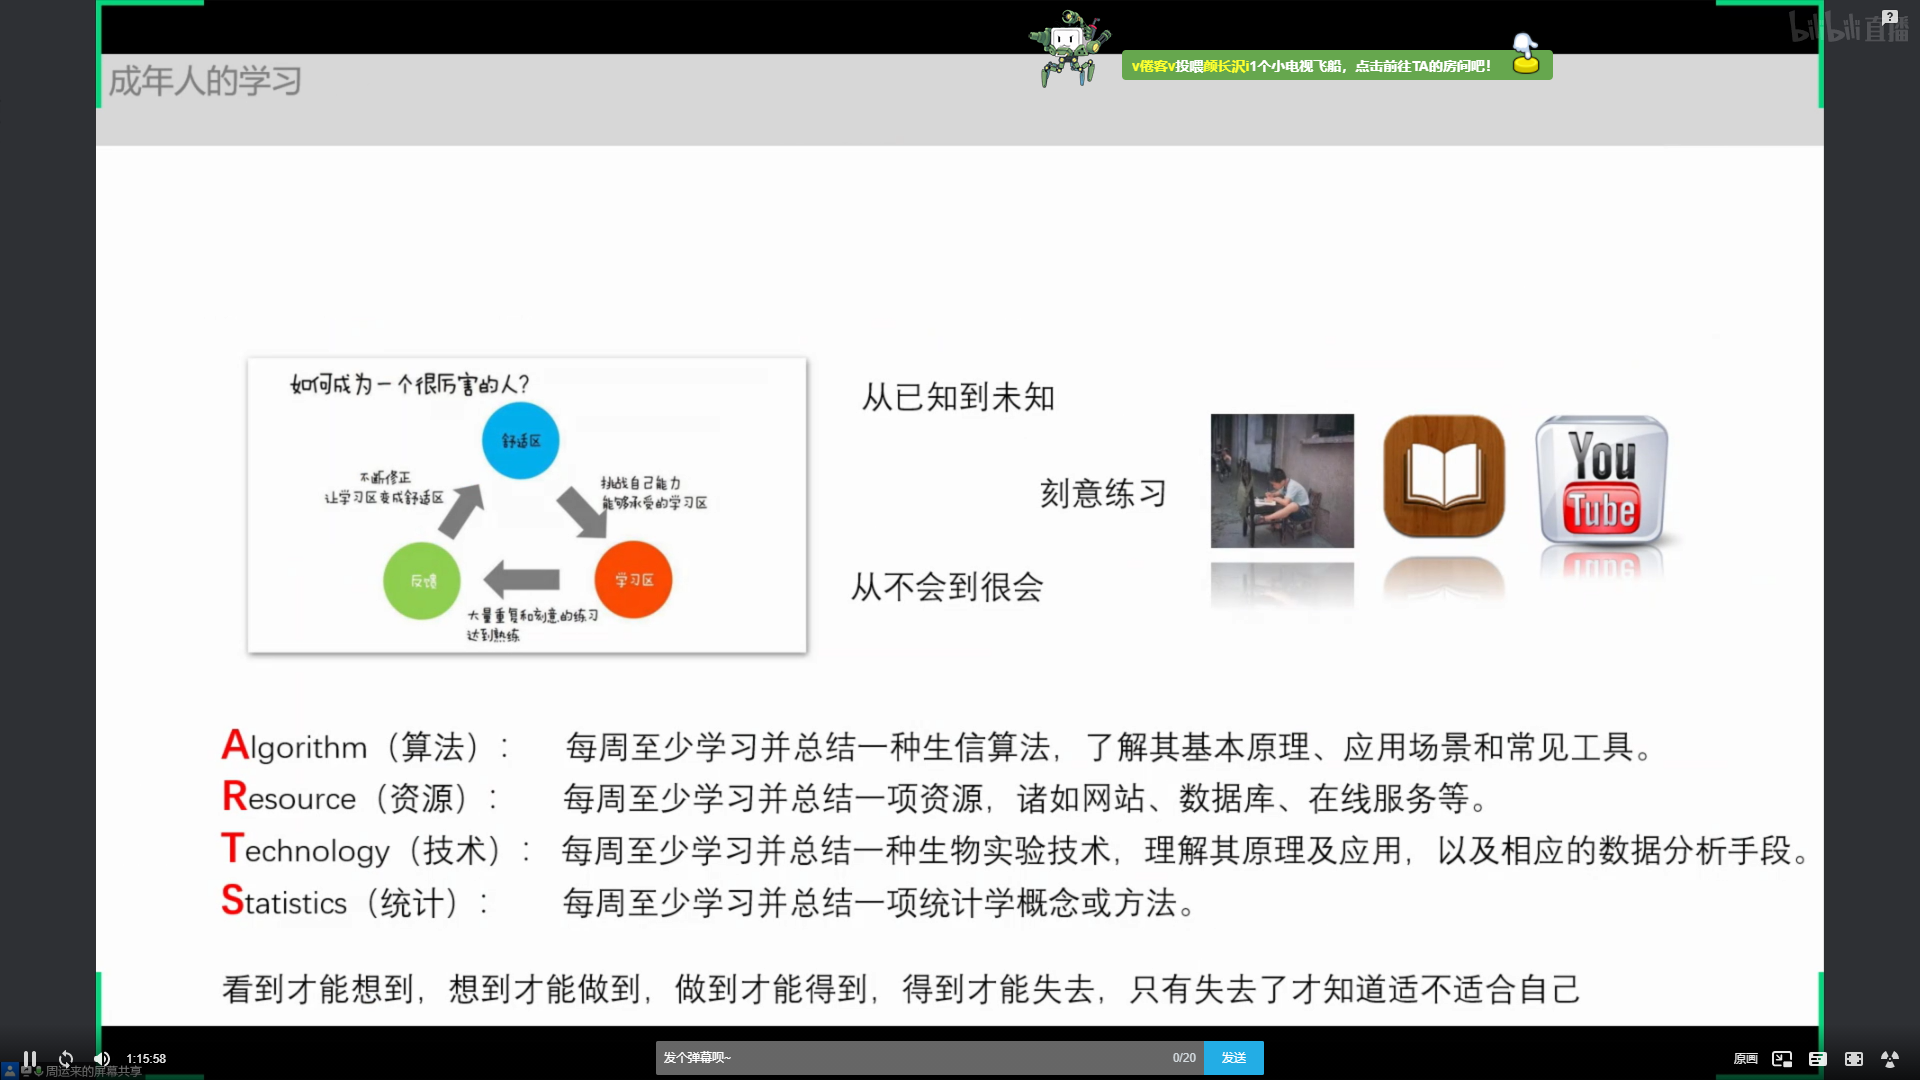 bilibili 直播
v倦客v投喂颜长沢i1个小电视飞船，点击前往TA的房间吧！
成年人的学习
如何成为一个很厉害的人？
舒适区
不断修正
让学习区变成舒适区
挑战自己能力
能够承受的学习区
反馈
学习区
大量重复和刻意的练习
达到熟练
从已知到未知
刻意练习
从不会到很会
You
Tube
Algorithm（算法）： 每周至少学习并总结一种生信算法，了解其基本原理、应用场景和常见工具。
Resource（资源）： 每周至少学习并总结一项资源，诸如网站、数据库、在线服务等。
Technology（技术）： 每周至少学习并总结一种生物实验技术，理解其原理及应用，以及相应的数据分析手段。
Statistics（统计）： 每周至少学习并总结一项统计学概念或方法。
看到才能想到，想到才能做到，做到才能得到，得到才能失去，只有失去了才知道适不适合自己
1:15:58
发个弹幕呗~
0/20
发送
原画
周运来的屏幕共享